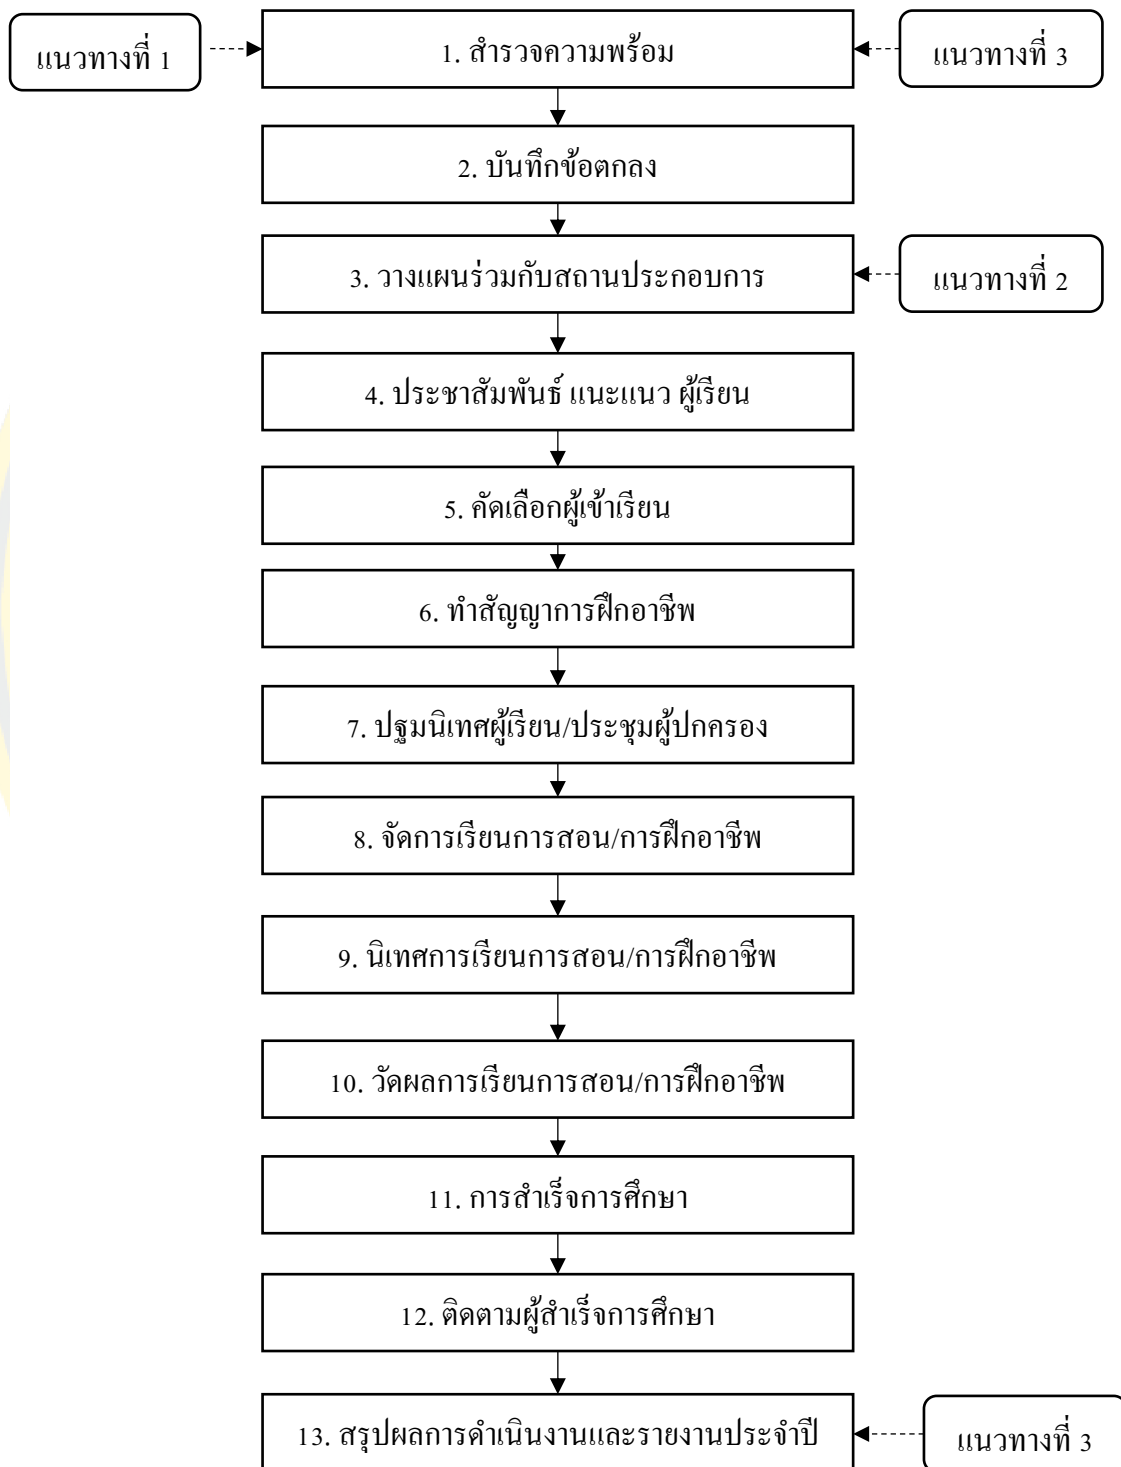 แนวทางที่ 1
1. สำรวจความพร้อม
แนวทางที่ 3
2. บันทึกข้อตกลง
3. วางแผนร่วมกับสถานประกอบการ
แนวทางที่ 2
4. ประชาสัมพันธ์ แนะแนว ผู้เรียน
5. คัดเลือกผู้เข้าเรียน
6. ทำสัญญาการฝึกอาชีพ
7. ปฐมนิเทศผู้เรียน/ประชุมผู้ปกครอง
8. จัดการเรียนการสอน/การฝึกอาชีพ
9. นิเทศการเรียนการสอน/การฝึกอาชีพ
10. วัดผลการเรียนการสอน/การฝึกอาชีพ
11. การสำเร็จการศึกษา
12. ติดตามผู้สำเร็จการศึกษา
13. สรุปผลการดำเนินงานและรายงานประจำปี
แนวทางที่ 3